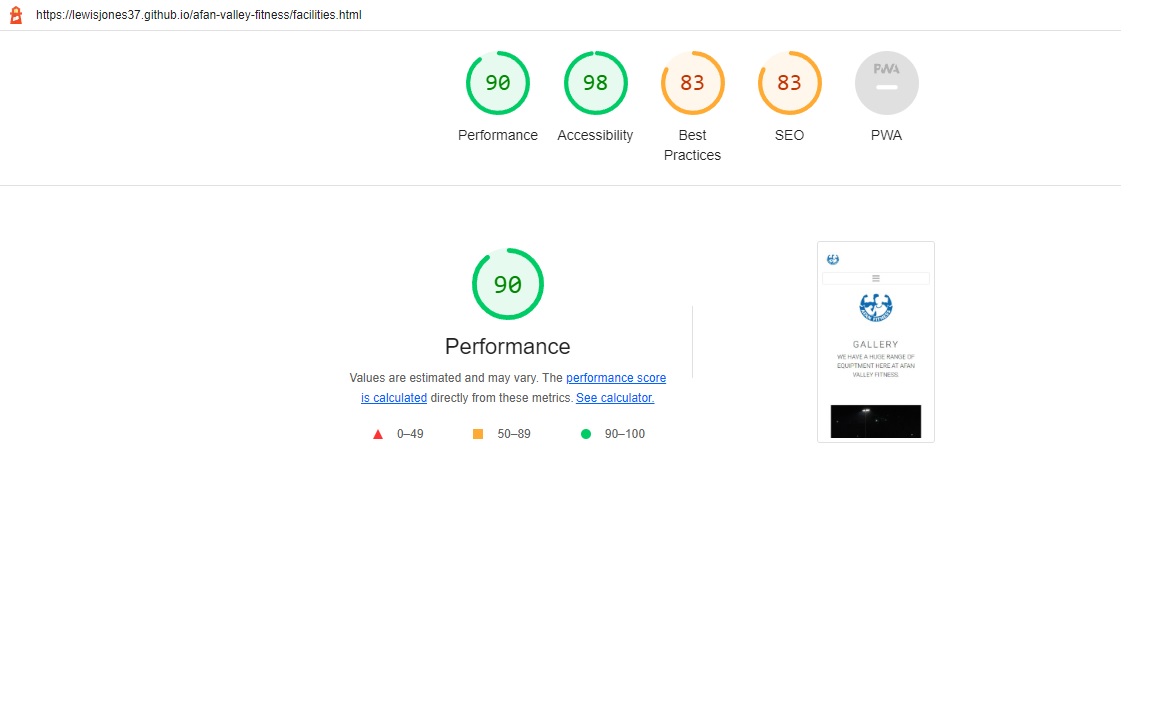 https://lewisjones37.github.io/afan-valley-fitness/facilities.html
90
98
83
83
PWA
Performance
Accessibility
Best
Practices
SEO
PWA
90
Performance
Values are estimated and may vary. The performance score
is calculated directly from these metrics. See calculator.
0–49
50–89
90–100
AFAN FITNESS
GALLERY
WE HAVE A HUGE RANGE OF
EQUIPTMENT HERE AT AFAN
VALLEY FITNESS.